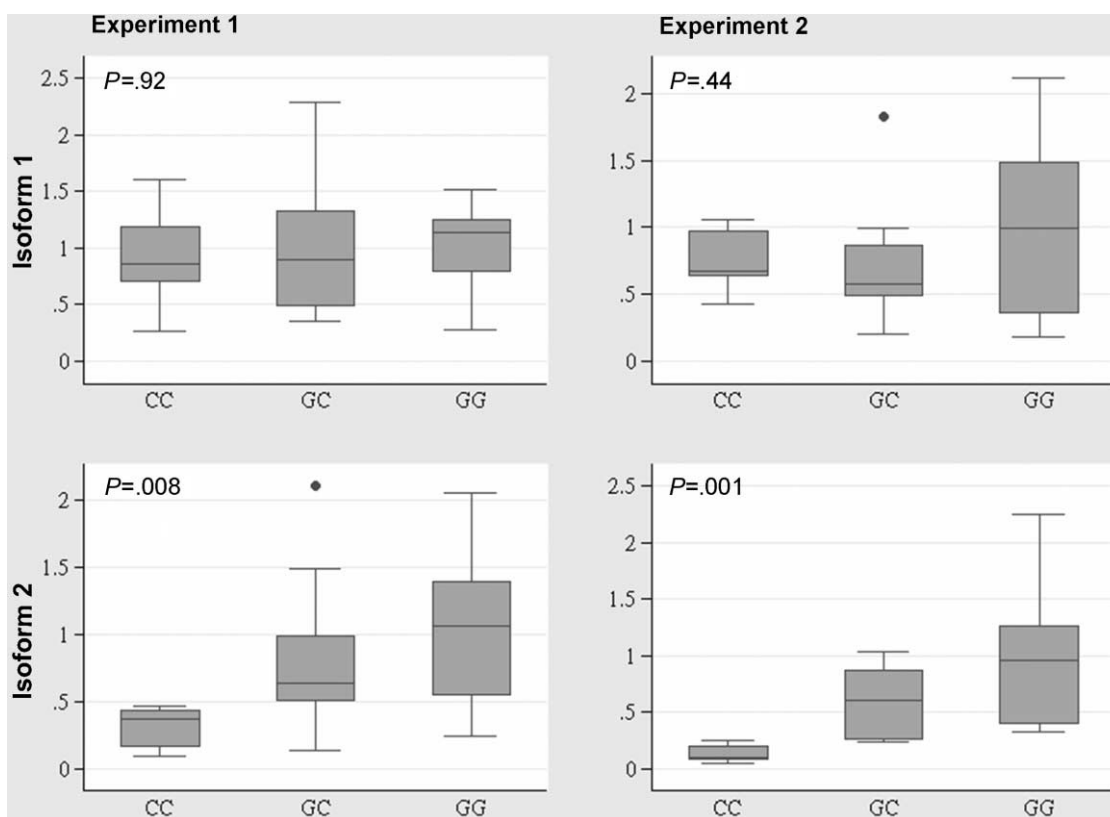 Experiment 1
Experiment 2
Isoform 1
P=.92
2.5
2
1.5
1
.5
0
CC GC GG
P=.44
2
1.5
1
.5
0
CC GC GG
Isoform 2
P=.008
2
1.5
1
.5
0
CC GC GG
P=.001
2.5
2
1.5
1
.5
0
CC GC GG